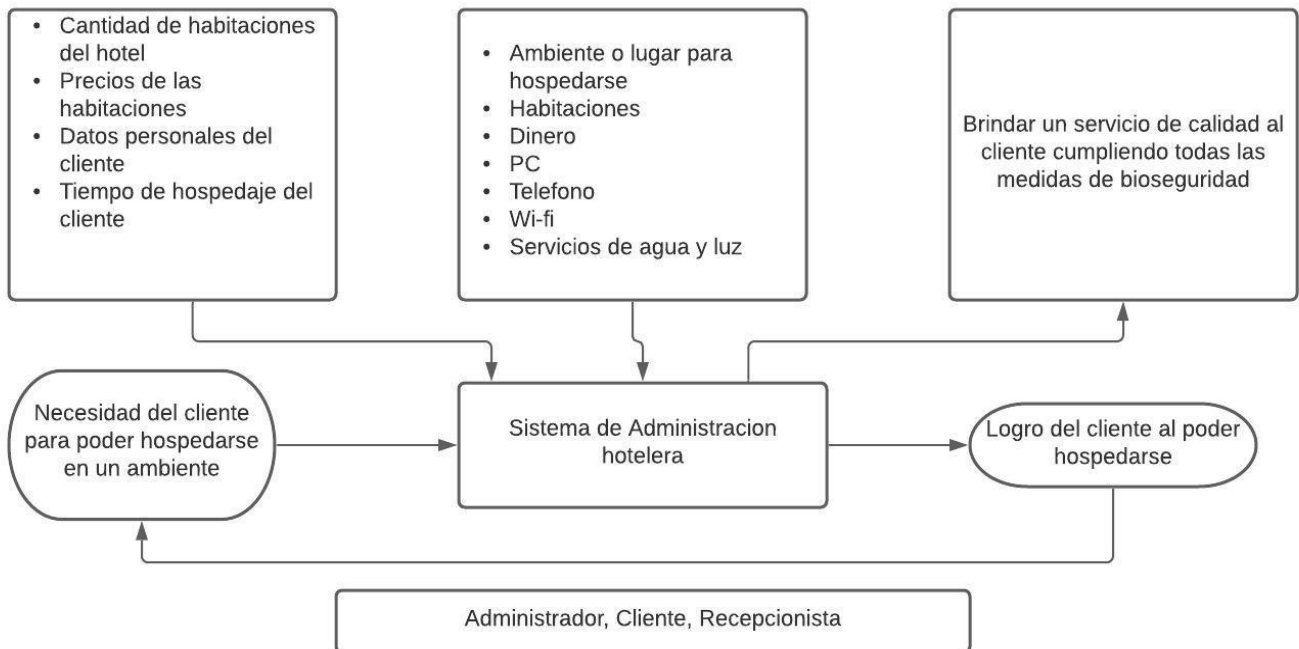 • Cantidad de habitaciones
del hotel
• Precios de las
habitaciones
• Datos personales del
cliente
• Tiempo de hospedaje del
cliente
• Ambiente o lugar para
hospedarse
• Habitaciones
• Dinero
• PC
• Telefono
• Wi-fi
• Servicios de agua y luz
Brindar un servicio de calidad al
cliente cumpliendo todas las
medidas de bioseguridad
Necesidad del cliente
para poder hospedarse
en un ambiente
Sistema de Administracion
hotelera
Logro del cliente al poder
hospedarse
Administrador, Cliente, Recepcionista